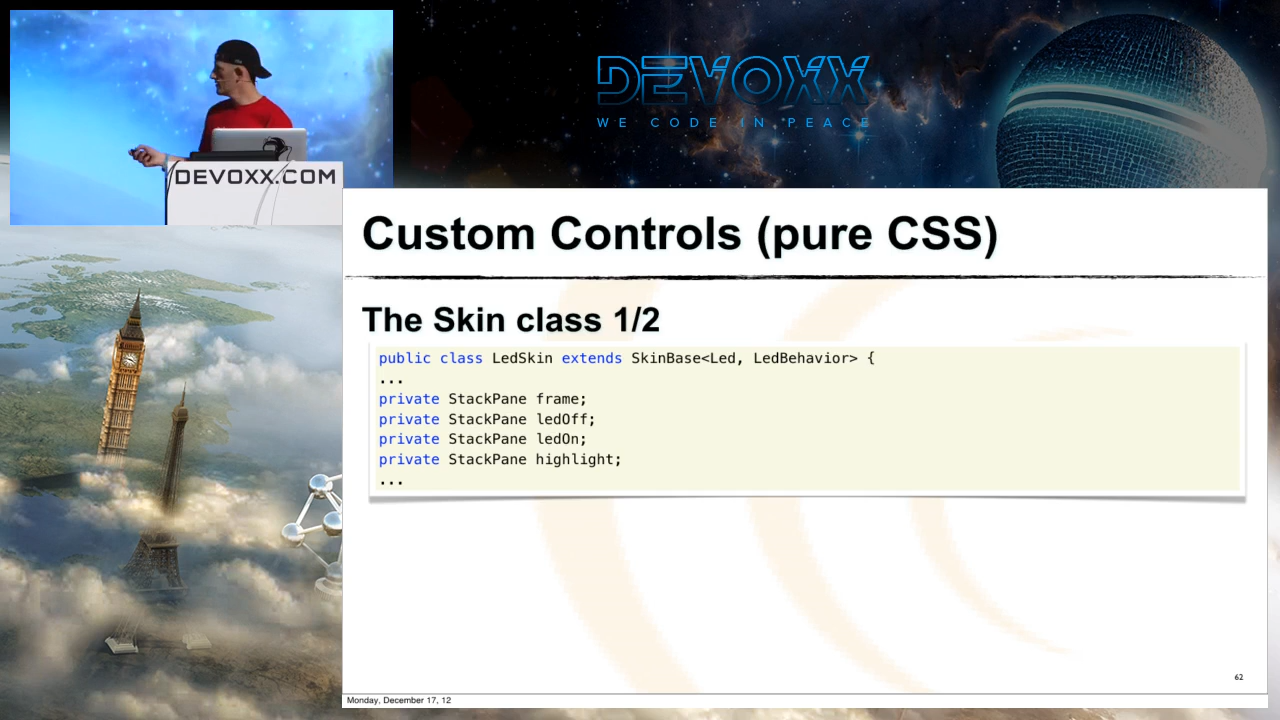 DEVOXX
WE CODE IN PEACE
DEVOXX.COM
Custom Controls (pure CSS)
The Skin class 1/2
public class LedSkin extends SkinBase<Led, LedBehavior> {
...
private StackPane frame;
private StackPane ledOff;
private StackPane ledOn;
private StackPane highlight;
...
62
Monday, December 17, 12